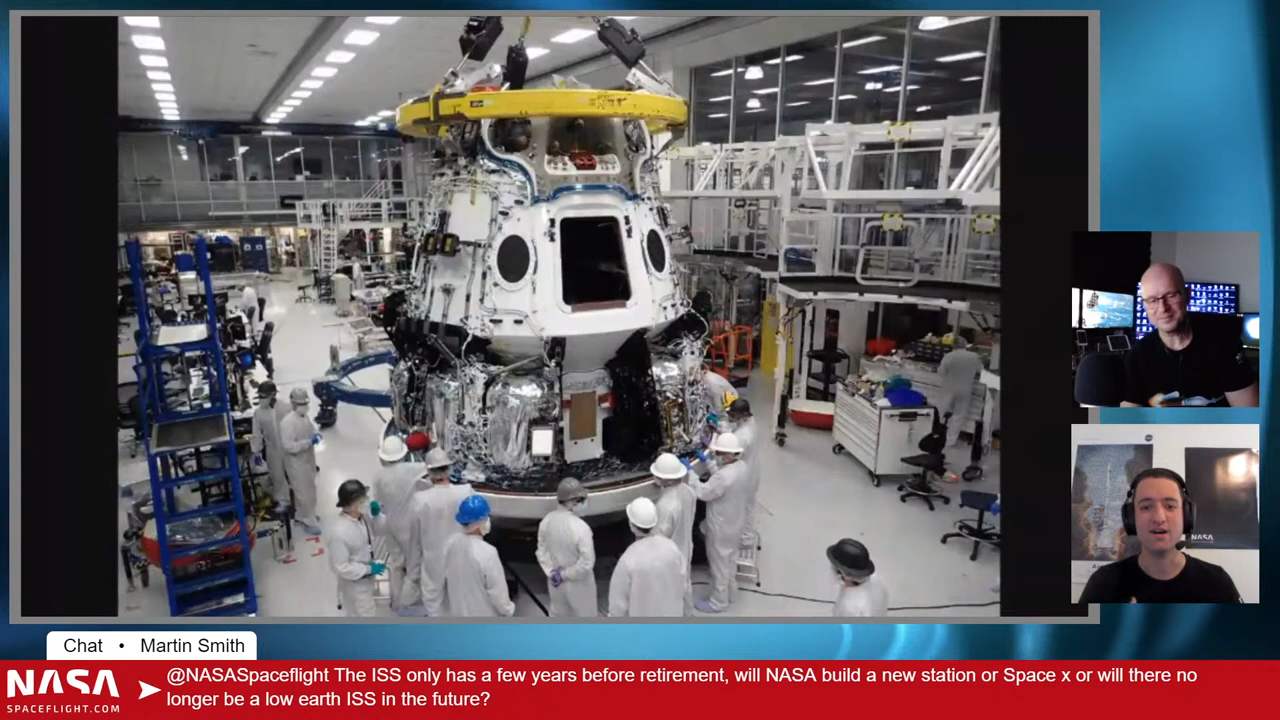 NASA
Chat • Martin Smith
NASA
SPACEFLIGHT.COM
@NASASpaceflight The ISS only has a few years before retirement, will NASA build a new station or Space x or will there no
longer be a low earth ISS in the future?